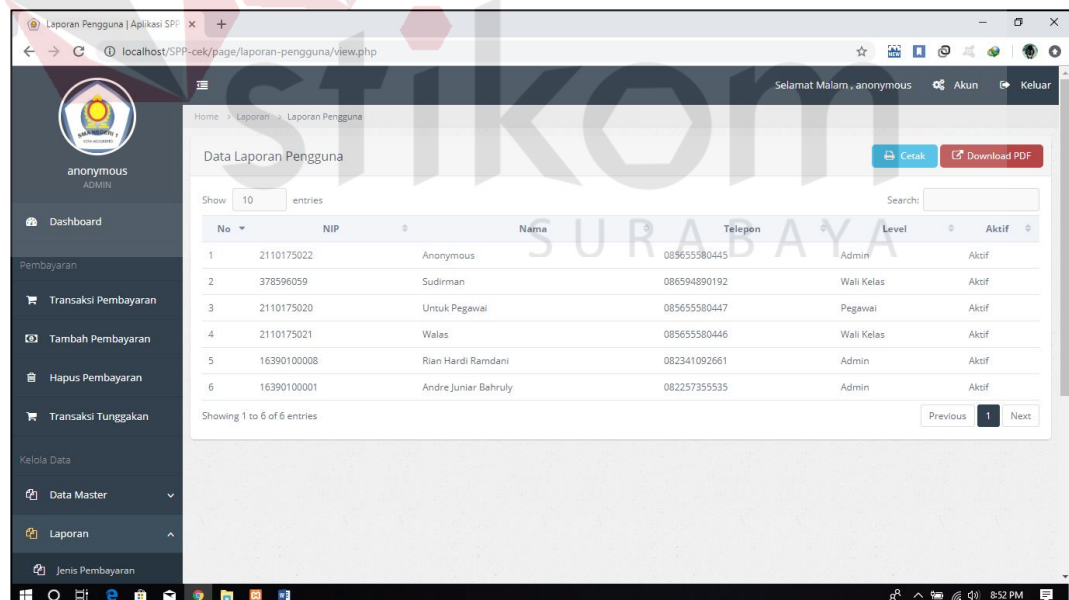 Laporan Pengguna | Aplikasi SPP
localhost/SPP-cek/page/laporan-pengguna/view.php
NEW
stikom
SURABAYA
Selamat Malam , anonymous Akun Keluar
SMA NEGERI 1
anonymous
ADMIN
Dashboard
Pembayaran
Transaksi Pembayaran
Tambah Pembayaran
Hapus Pembayaran
Transaksi Tunggakan
Kelola Data
Data Master
Laporan
Jenis Pembayaran
Home > Laporan > Laporan Pengguna
Data Laporan Pengguna
Cetak Download PDF
Show 10 entries Search:
No NIP Nama Telepon Level Aktif
1 2110175022 Anonymous 085655580445 Admin Aktif
2 378596059 Sudirman 086594890192 Wali Kelas Aktif
3 2110175020 Untuk Pegawai 085655580447 Pegawai Aktif
4 2110175021 Walas 085655580446 Wali Kelas Aktif
5 16390100008 Rian Hardi Ramdani 082341092661 Admin Aktif
6 16390100001 Andre Juniar Bahruly 082257355535 Admin Aktif
Showing 1 to 6 of 6 entries
Previous 1 Next
8:52 PM